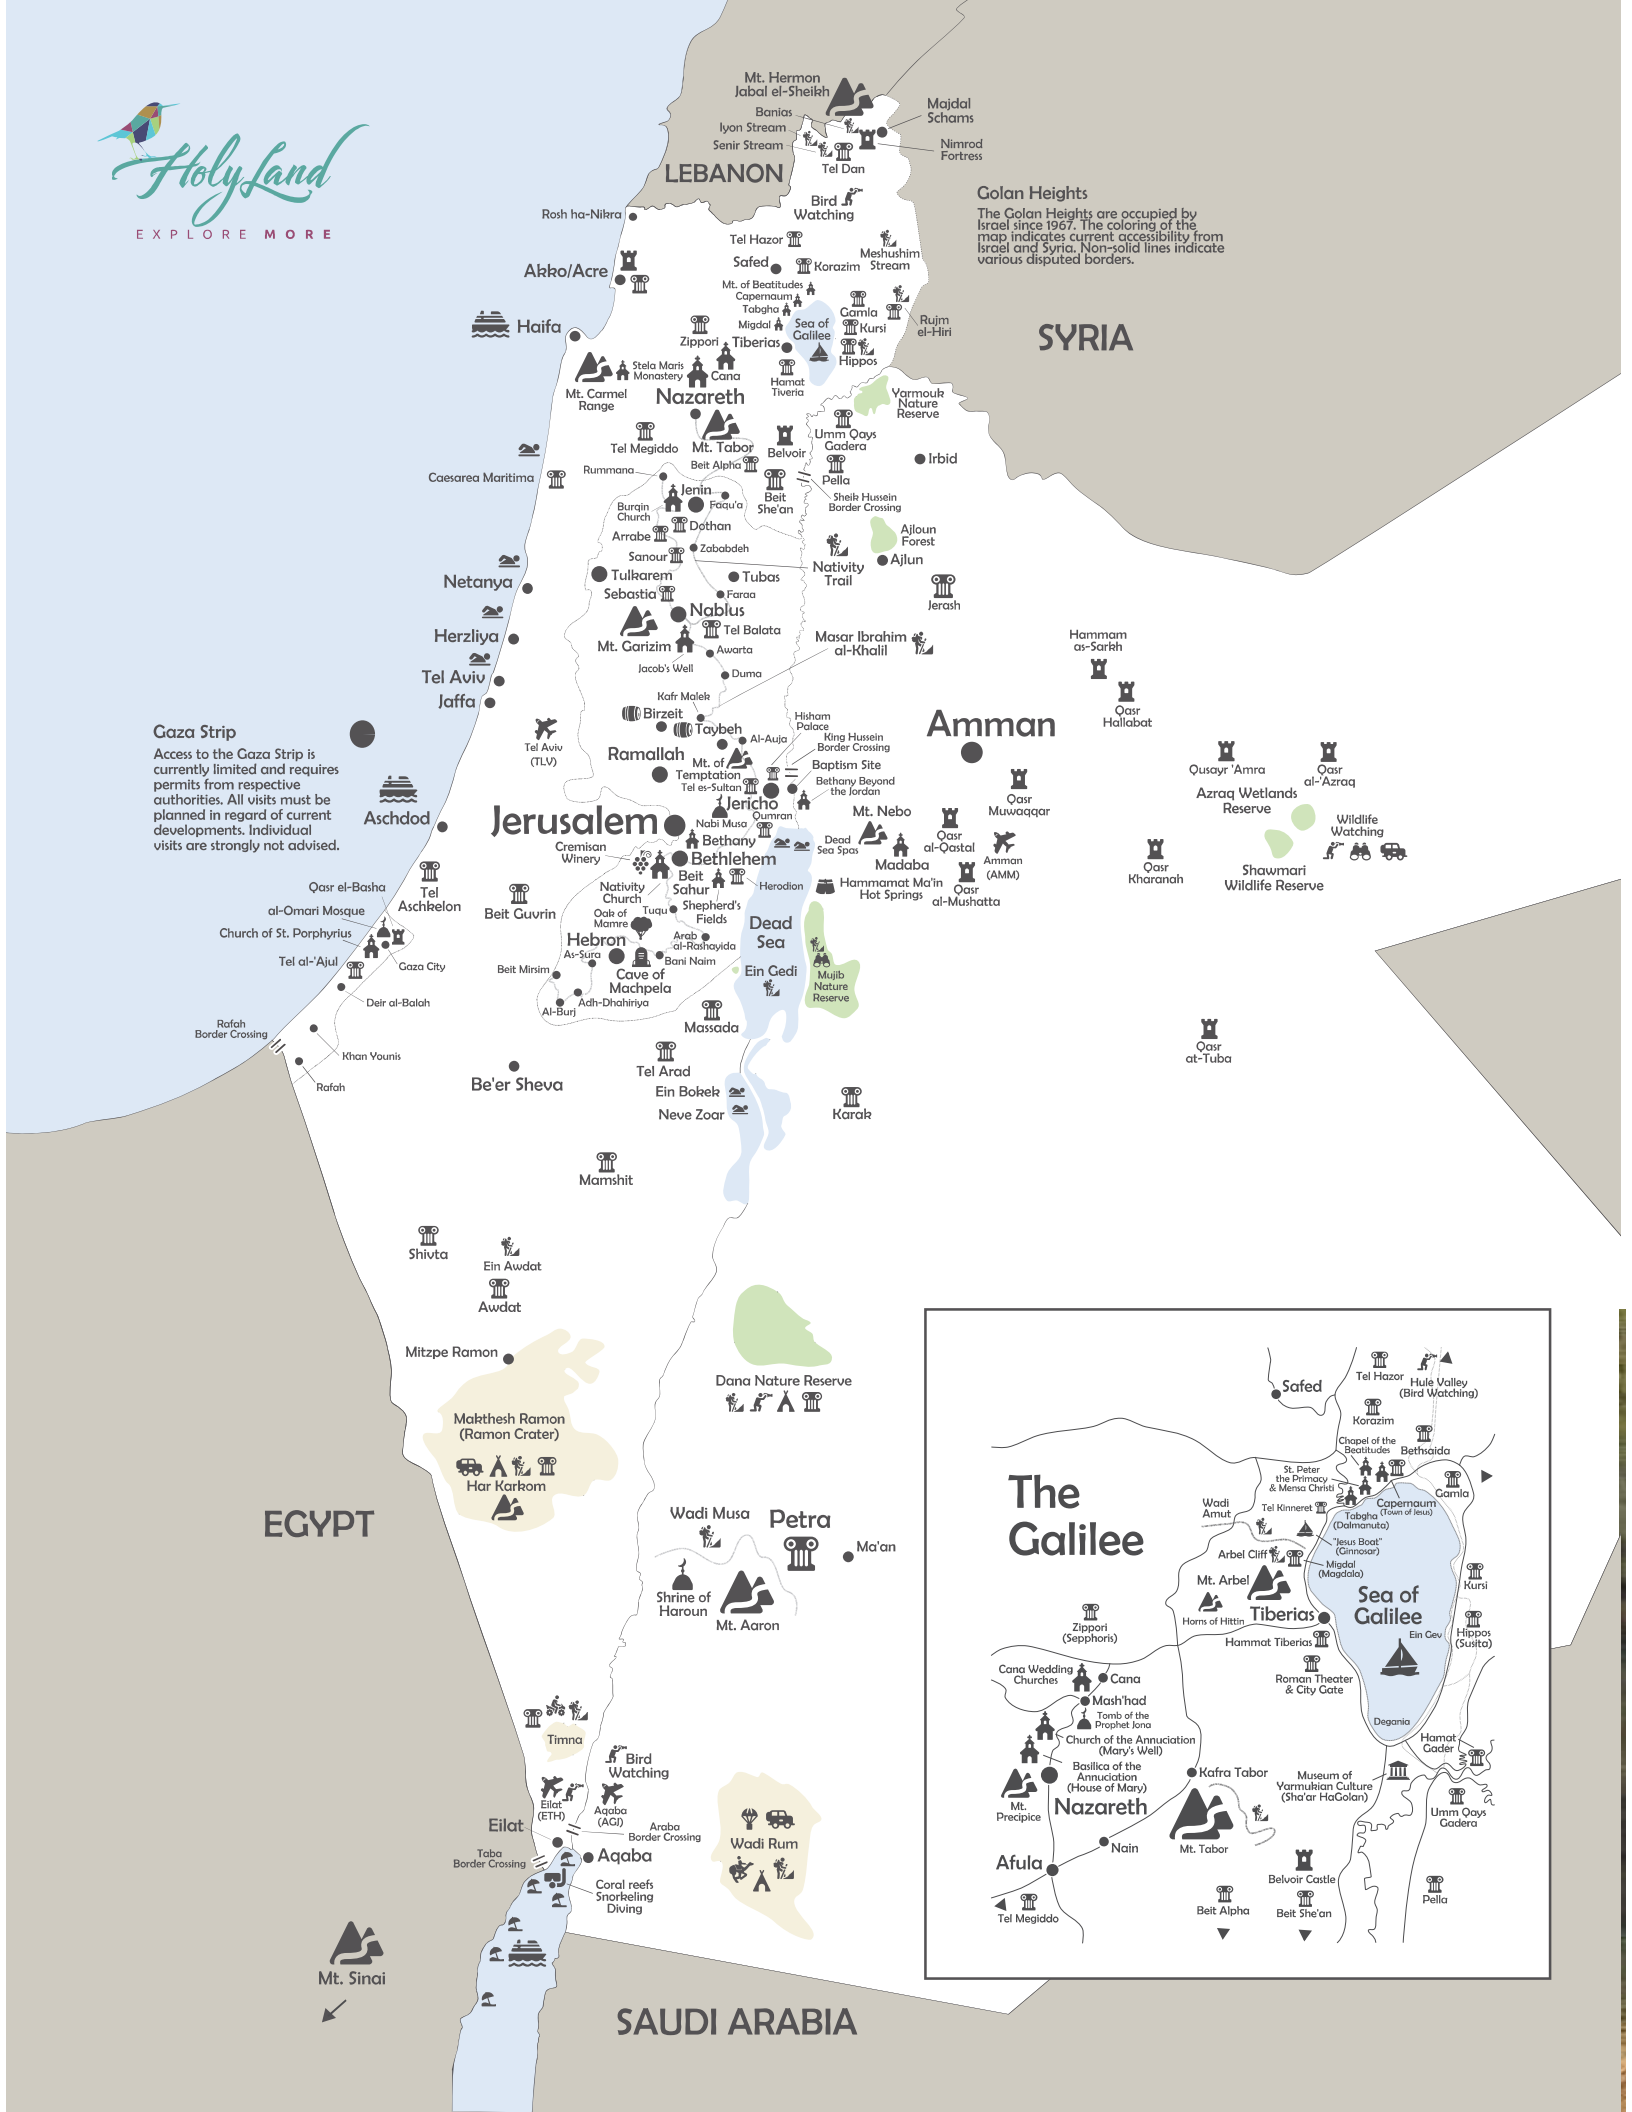 Holy Land
EXPLORE MORE
Mt. Hermon
Jabal el-Sheikh
Banias
Iyon Stream
Senir Stream
Majdal
Schams
Nimrod
Fortress
Tel Dan
LEBANON
Bird
Watching
Golan Heights
The Golan Heights are occupied by
Israel since 1967. The coloring of the
map indicates current accessibility from
Israel and Syria. Non-solid lines indicate
various disputed borders.
Rosh ha-Nikra
Tel Hazor
Meshushim
Stream
Safed
Korazim
Akko/Acre
Mt. of Beatitudes
Capernaum
Tabgha
Migdal
Gamla
Rujm
el-Hiri
Sea of
Galilee
Kursi
Haifa
Zippori
Tiberias
Hippos
SYRIA
Stela Maris
Monastery
Cana
Hamat
Tiveria
Mt. Carmel
Range
Nazareth
Yarmouk
Nature
Reserve
Tel Megiddo
Mt. Tabor
Belvoir
Umm Qays
Gadera
Irbid
Caesarea Maritima
Rummana
Beit Alpha
Pella
Jenin
Faqu'a
Beit
She'an
Sheik Hussein
Border Crossing
Burqin
Church
Dothan
Arrabe
Ajloun
Forest
Sanour
Zababdeh
Ajlun
Nativity
Trail
Netanya
Tulkarem
Tubas
Sebastia
Faraa
Jerash
Nablus
Herzliya
Tel Balata
Mt. Garizim
Masar Ibrahim
al-Khalil
Hammam
as-Sarkh
Awarta
Jacob's Well
Duma
Tel Aviv
Jaffa
Kafr Malek
Qasr
Hallabat
Birzeit
Taybeh
Hisham
Palace
Amman
Gaza Strip
Access to the Gaza Strip is
currently limited and requires
permits from respective
authorities. All visits must be
planned in regard of current
developments. Individual
visits are strongly not advised.
Tel Aviv
(TLV)
Al-Auja
King Hussein
Border Crossing
Ramallah
Mt. of
Temptation
Baptism Site
Tel es-Sultan
Bethany Beyond
the Jordan
Qusayr 'Amra
Qasr
al-'Azraq
Azraq Wetlands
Reserve
Aschdod
Jerusalem
Jericho
Qumran
Nabi Musa
Mt. Nebo
Qasr
Muwaqqar
Qasr
al-Qastal
Amman
(AMM)
Wildlife
Watching
Bethany
Dead
Sea Spas
Madaba
Cremisan
Winery
Bethlehem
Qasr
Kharanah
Shawmari
Wildlife Reserve
Beit
Sahur
Herodion
Hammamat Ma'in
Hot Springs
Qasr
al-Mushatta
Qasr el-Basha
Tel
Aschkelon
Nativity
Church
al-Omari Mosque
Beit Guvrin
Oak of
Mamre
Tuqu
Shepherd's
Fields
Church of St. Porphyrius
Dead
Sea
Hebron
Arab
al-Rashayida
As-Sura
Bani Naim
Tel al-'Ajul
Gaza City
Beit Mirsim
Cave of
Machpela
Ein Gedi
Mujib
Nature
Reserve
Deir al-Balah
Adh-Dhahiriya
Al-Burj
Massada
Rafah
Border Crossing
Khan Younis
Rafah
Qasr
at-Tuba
Be'er Sheva
Tel Arad
Ein Bokek
Neve Zoar
Karak
Mamshit
Shivta
Ein Awdat
Awdat
Mitzpe Ramon
Dana Nature Reserve
Makthesh Ramon
(Ramon Crater)
Har Karkom
EGYPT
Wadi Musa
Petra
Ma'an
Shrine of
Haroun
Mt. Aaron
Timna
Bird
Watching
Eilat
(ETH)
Aqaba
(AGJ)
Eilat
Araba
Border Crossing
Wadi Rum
Taba
Border Crossing
Aqaba
Coral reefs
Snorkeling
Diving
Mt. Sinai
SAUDI ARABIA
The
Galilee
Safed
Tel Hazor
Hule Valley
(Bird Watching)
Korazim
Chapel of the
Beatitudes
Bethsaida
St. Peter
the Primacy
& Mensa Christi
Gamla
Wadi
Amut
Tel Kinneret
Capernaum
(Town of Jesus)
Tabgha
(Dalmanuta)
"Jesus Boat"
(Ginnosar)
Arbel Cliff
Migdal
(Magdala)
Mt. Arbel
Kursi
Sea of
Galilee
Horns of Hittin
Tiberias
Zippori
(Sepphoris)
Ein Gev
Hippos
(Susita)
Hammat Tiberias
Roman Theater
& City Gate
Cana Wedding
Churches
Cana
Mash'had
Tomb of the
Prophet Jona
Degania
Church of the Annuciation
(Mary's Well)
Hamat
Gader
Basilica of the
Annuciation
(House of Mary)
Kafra Tabor
Museum of
Yarmukian Culture
(Sha'ar HaGolan)
Mt.
Precipice
Nazareth
Umm Qays
Gadera
Mt. Tabor
Nain
Afula
Belvoir Castle
Beit Alpha
Beit She'an
Pella
Tel Megiddo